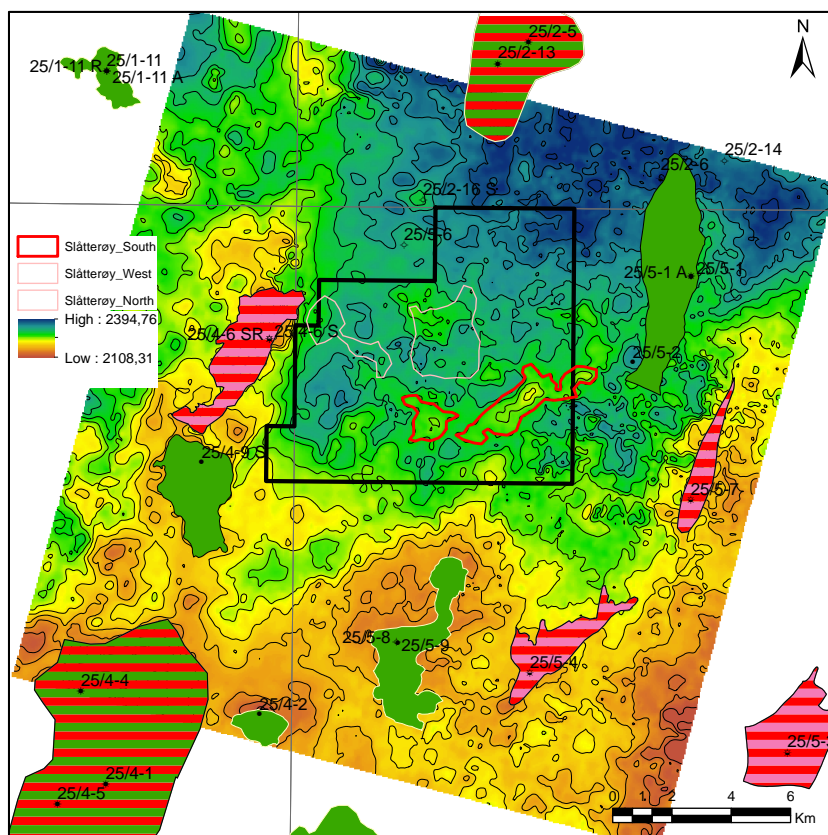 25/2-5
N
25/1-11
25/1-11 R
25/2-13
25/1-11 A
25/2-14
25/2-6
25/2-16 S
25/5-6
Slåtterøy_South
Slåtterøy_West
25/5-1 A
25/5-1
Slåtterøy_North
High : 2394,76
25/4-6 SR
Low : 2108,31
25/5-2
25/4-9 S
25/5-7
25/5-8
25/5-9
25/5-4
25/4-4
25/4-2
25/4-1
25/4-5
0 1 2 4 6
Km